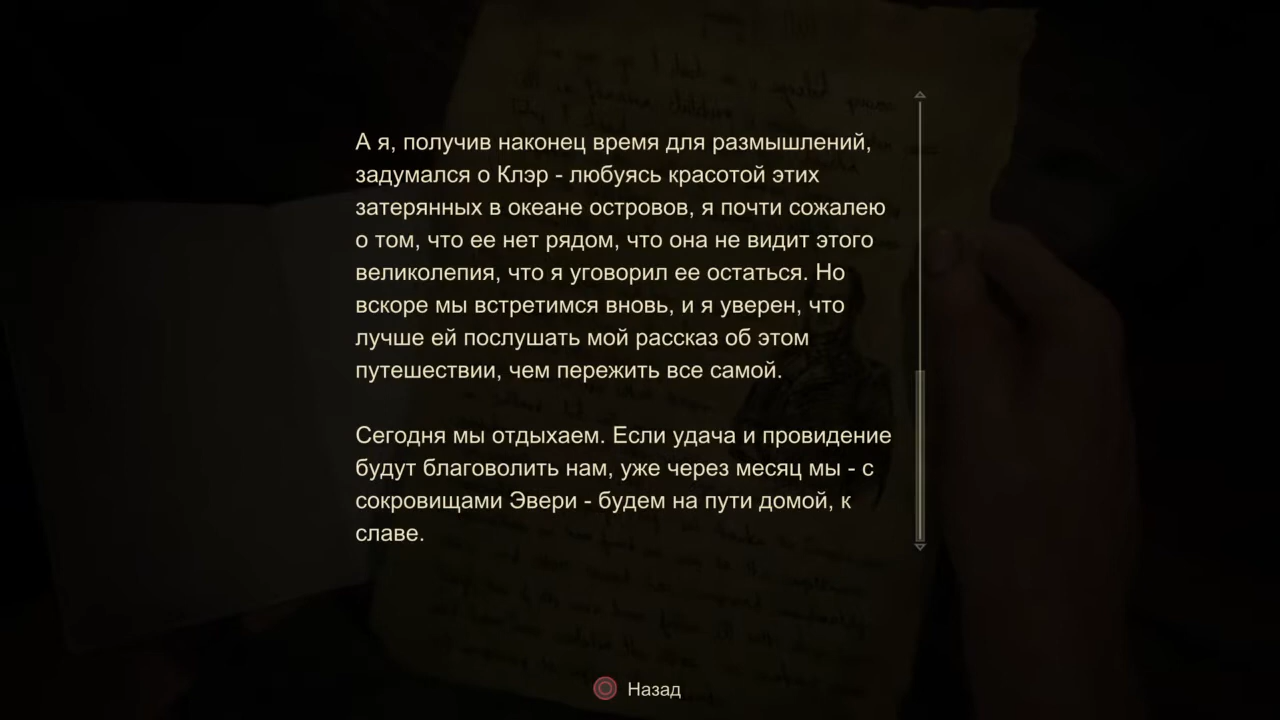 А я, получив наконец время для размышлений,
задумался о Клэр - любуясь красотой этих
затерянных в океане островов, я почти сожалею
о том, что ее нет рядом, что она не видит этого
великолепия, что я уговорил ее остаться. Но
вскоре мы встретимся вновь, и я уверен, что
лучше ей послушать мой рассказ об этом
путешествии, чем пережить все самой.
Сегодня мы отдыхаем. Если удача и провидение
будут благоволить нам, уже через месяц мы - с
сокровищами Эвери - будем на пути домой, к
славе.
Назад